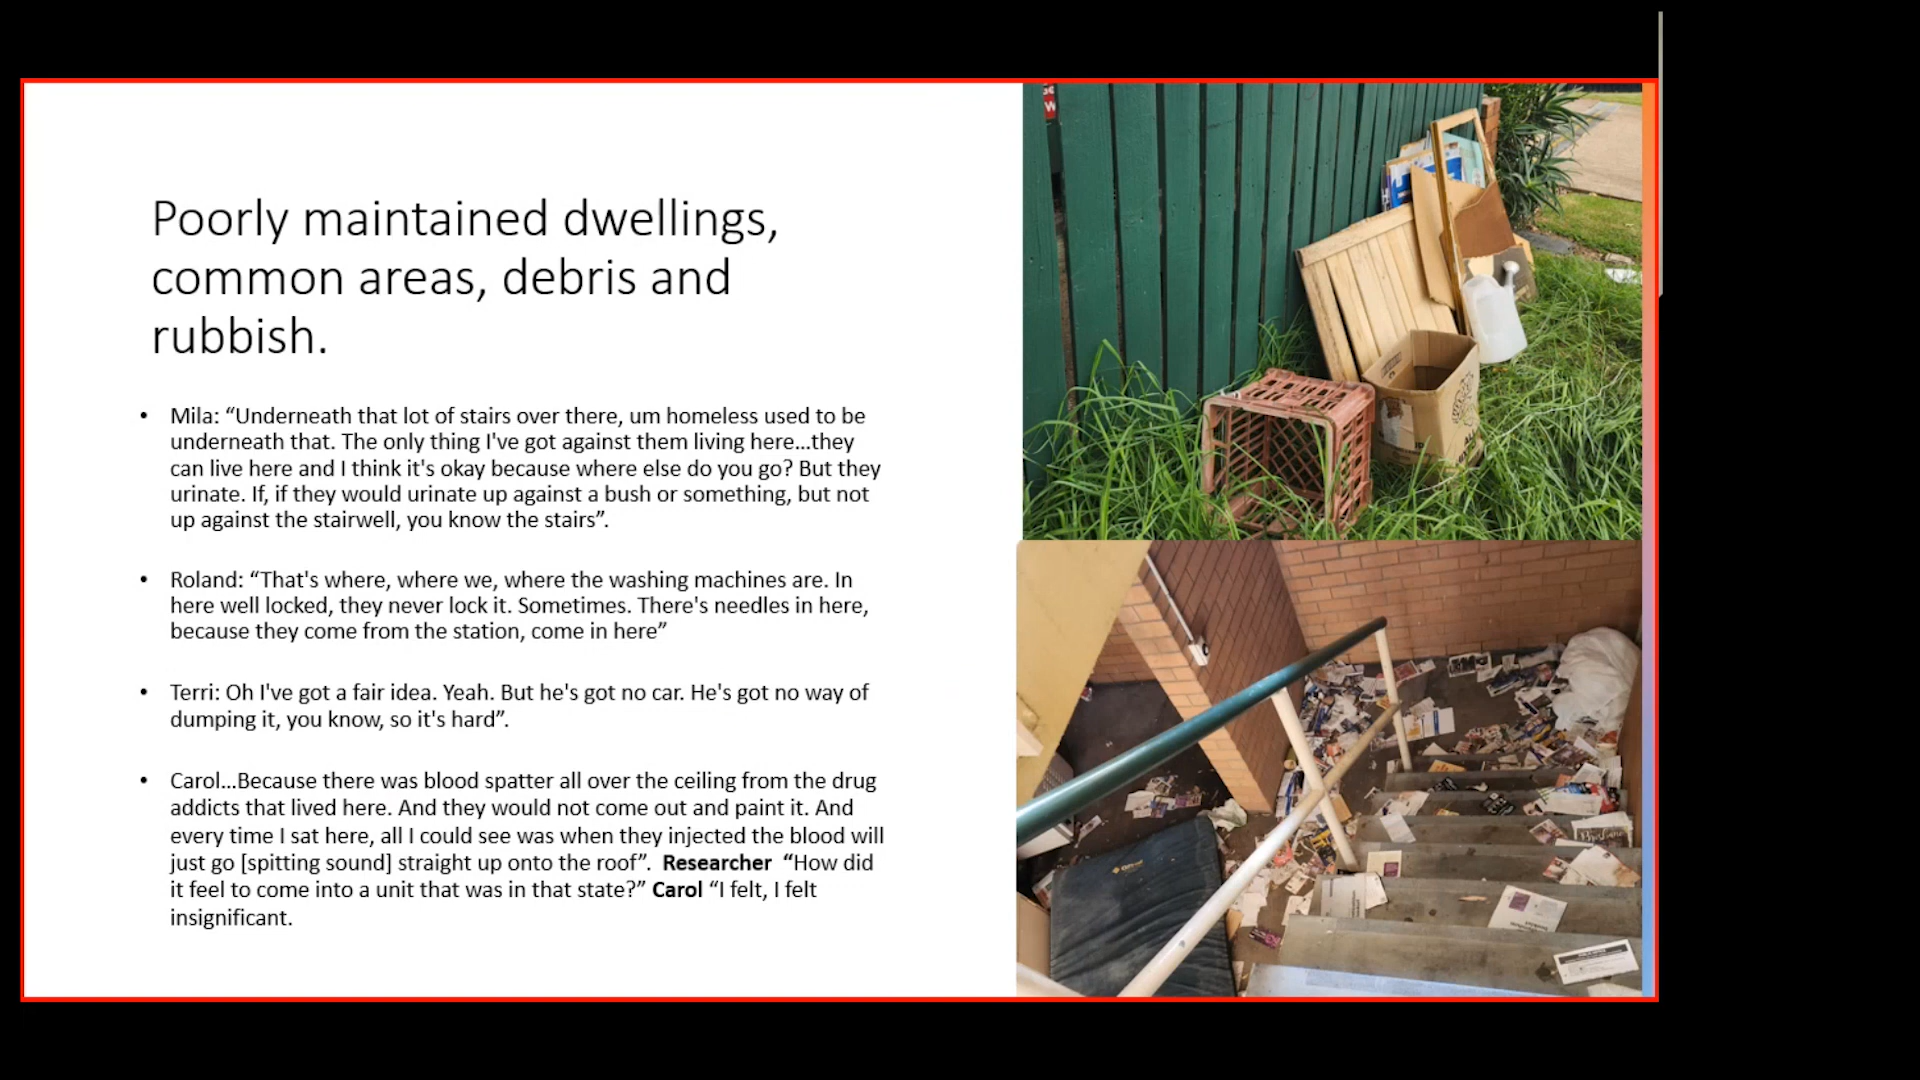 Poorly maintained dwellings,
common areas, debris and
rubbish.
• Mila: “Underneath that lot of stairs over there, um homeless used to be
underneath that. The only thing I've got against them living here…they
can live here and I think it's okay because where else do you go? But they
urinate. If, if they would urinate up against a bush or something, but not
up against the stairwell, you know the stairs”.
• Roland: “That's where, where we, where the washing machines are. In
here well locked, they never lock it. Sometimes. There's needles in here,
because they come from the station, come in here”
• Terri: Oh I've got a fair idea. Yeah. But he's got no car. He's got no way of
dumping it, you know, so it's hard”.
• Carol…Because there was blood spatter all over the ceiling from the drug
addicts that lived here. And they would not come out and paint it. And
every time I sat here, all I could see was when they injected the blood will
just go [spitting sound] straight up onto the roof”. Researcher “How did
it feel to come into a unit that was in that state?” Carol “I felt, I felt
insignificant.